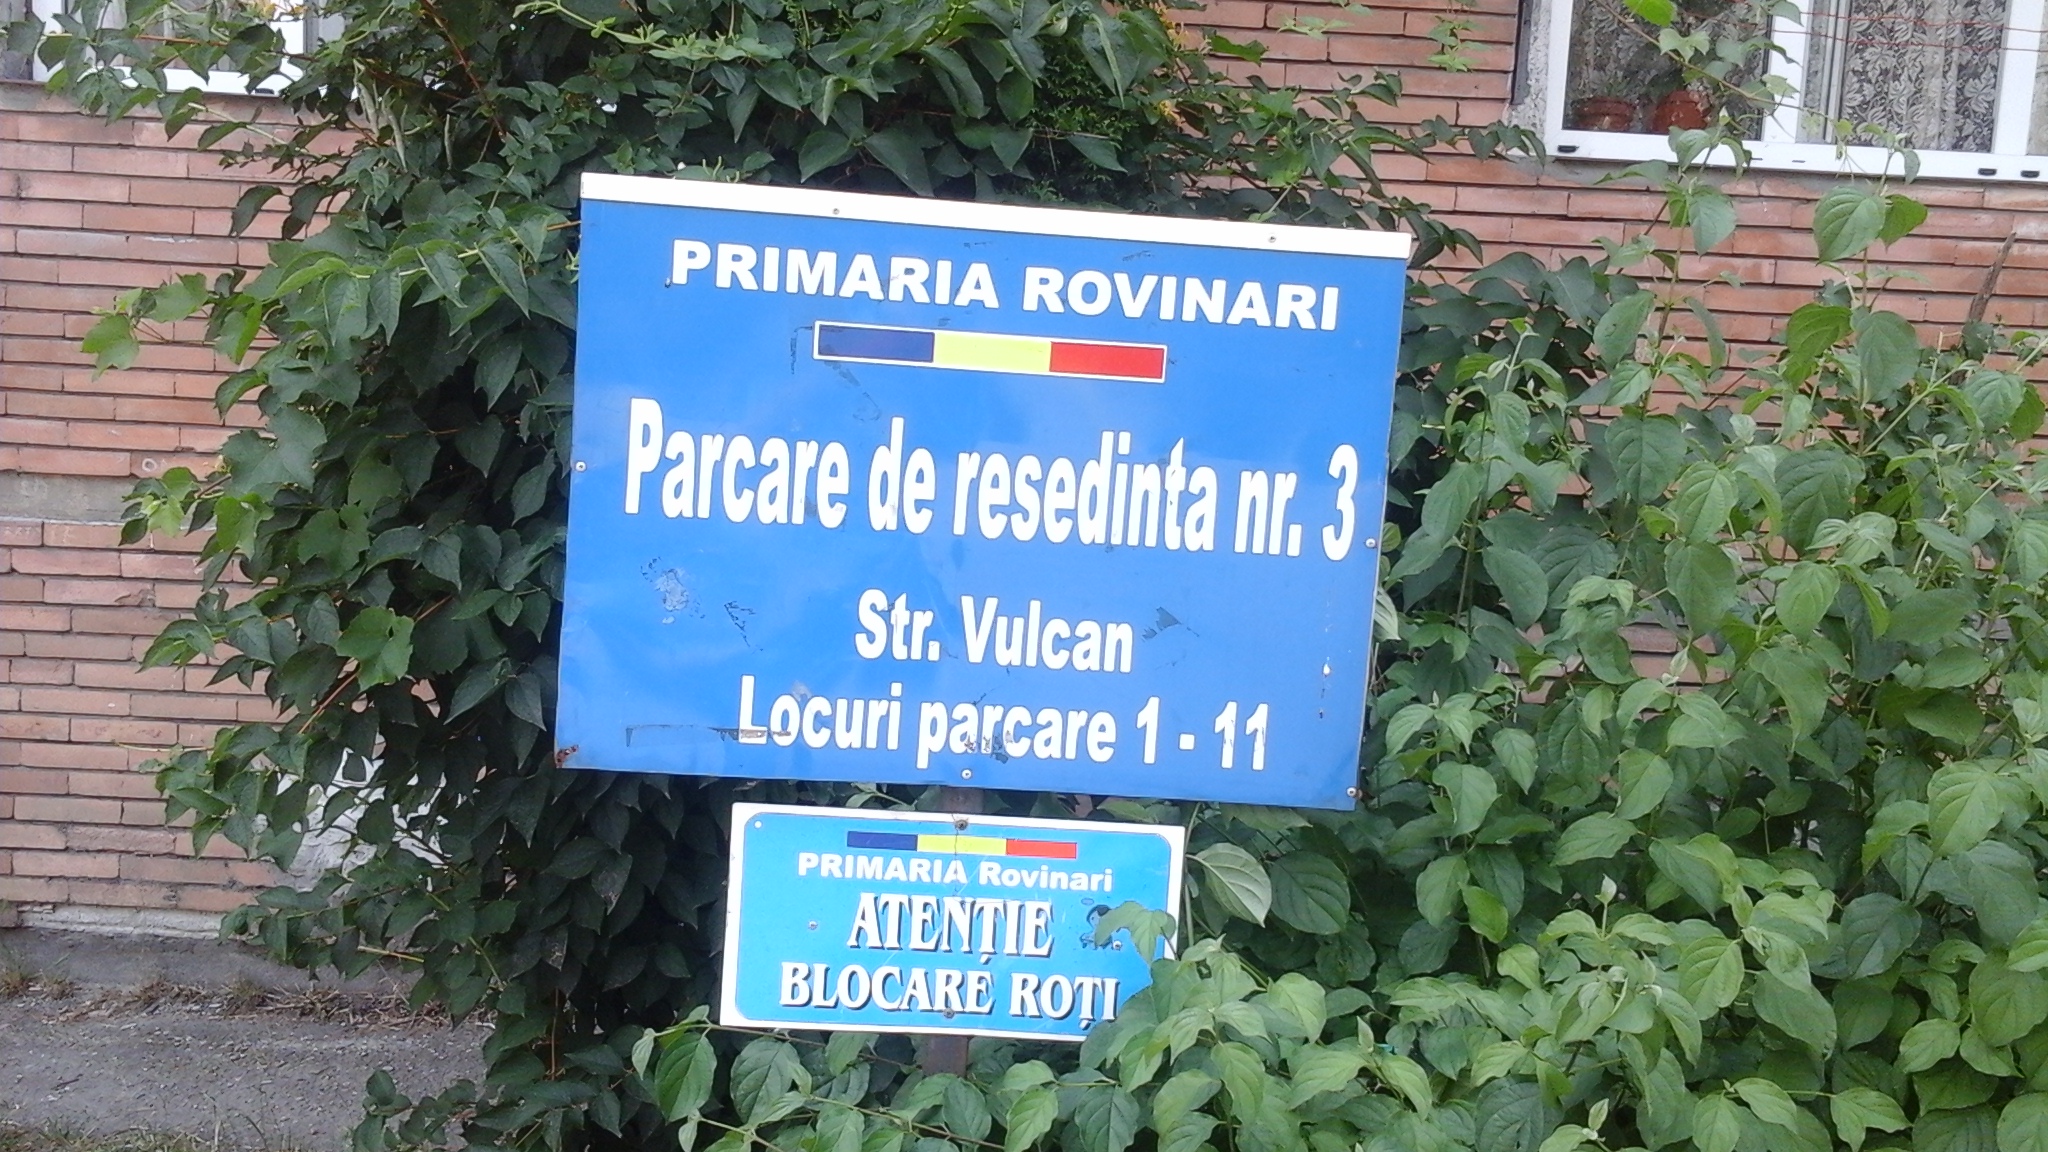 PRIMARIA ROVINARI
Parcare de resedinta nr. 3
Str. Vulcan
Locuri parcare 1 - 11
PRIMARIA Rovinari
ATENȚIE
BLOCARE ROȚI